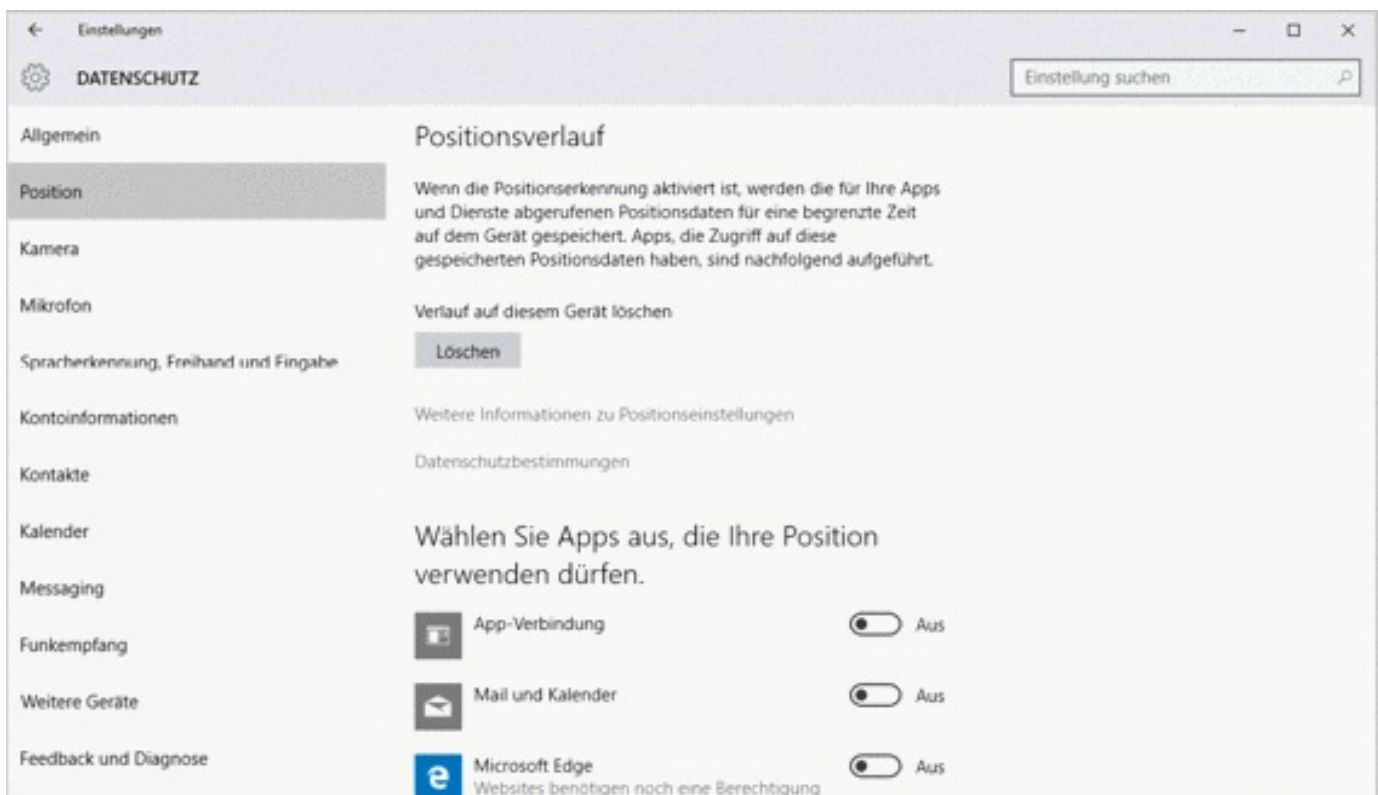 Einstellungen
DATENSCHUTZ
Einstellung suchen
Allgemein
Position
Kamera
Mikrofon
Spracherkennung, Freihand und Eingabe
Kontoinformationen
Kontakte
Kalender
Messaging
Funkempfang
Weitere Geräte
Feedback und Diagnose
Positionsverlauf
Wenn die Positionserkennung aktiviert ist, werden die für Ihre Apps
und Dienste abgerufenen Positionsdaten für eine begrenzte Zeit
auf dem Gerät gespeichert. Apps, die Zugriff auf diese
gespeicherten Positionsdaten haben, sind nachfolgend aufgeführt.
Verlauf auf diesem Gerät löschen
Löschen
Weitere Informationen zu Positionseinstellungen
Datenschutzbestimmungen
Wählen Sie Apps aus, die Ihre Position
verwenden dürfen.
App-Verbindung Aus
Mail und Kalender Aus
Microsoft Edge Aus
Websites benötigen noch eine Berechtigung